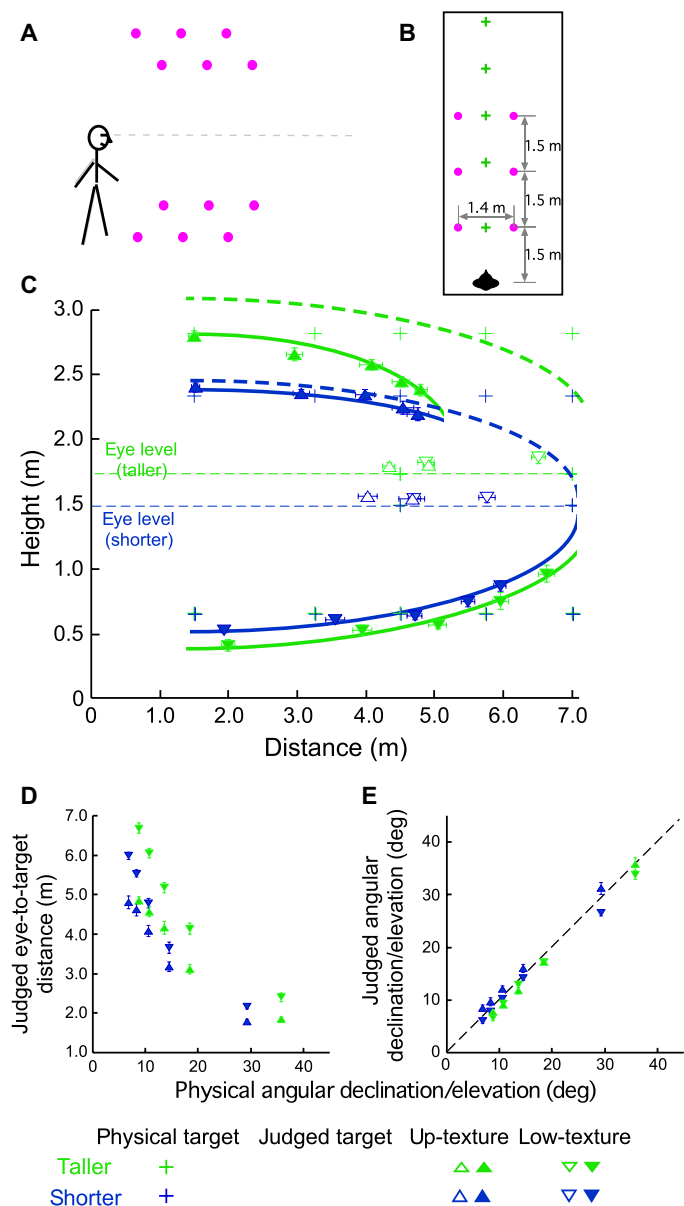 A
B
1.5 m
1.4 m
1.5 m
1.5 m
C
3.0
2.5
2.0
1.5
1.0
0.5
0
Height (m)
Eye level
(taller)
Eye level
(shorter)
0
1.0
2.0
3.0
4.0
5.0
6.0
7.0
Distance (m)
D
7.0
6.0
5.0
4.0
3.0
2.0
1.0
Judged eye-to-target
distance (m)
0
10
20
30
40
E
40
30
20
10
0
Judged angular
declination/elevation (deg)
0
10
20
30
40
Physical angular declination/elevation (deg)
Physical target Judged target Up-texture Low-texture
Taller
Shorter